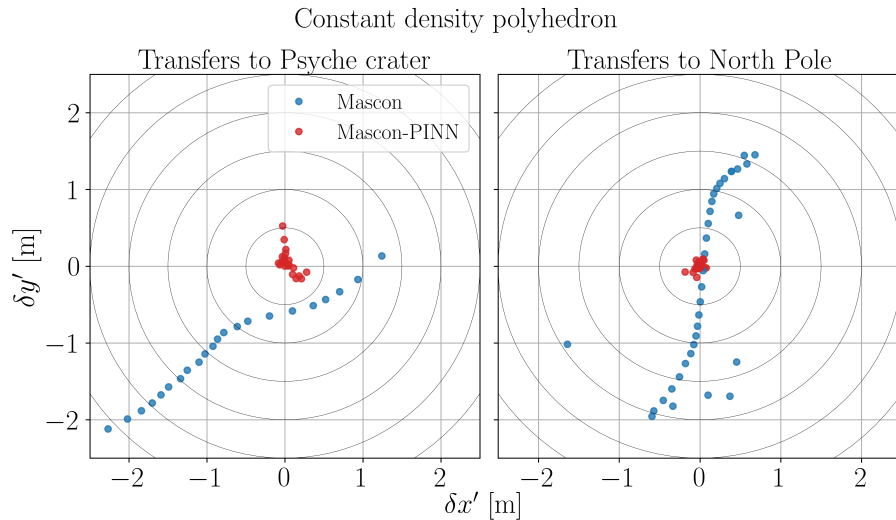 Constant density polyhedron
Transfers to Psyche crater
Transfers to North Pole
Mascon
Mascon-PINN
2
1
0
−1
−2
δy′ [m]
−2 −1 0 1 2
−2 −1 0 1 2
δx′ [m]